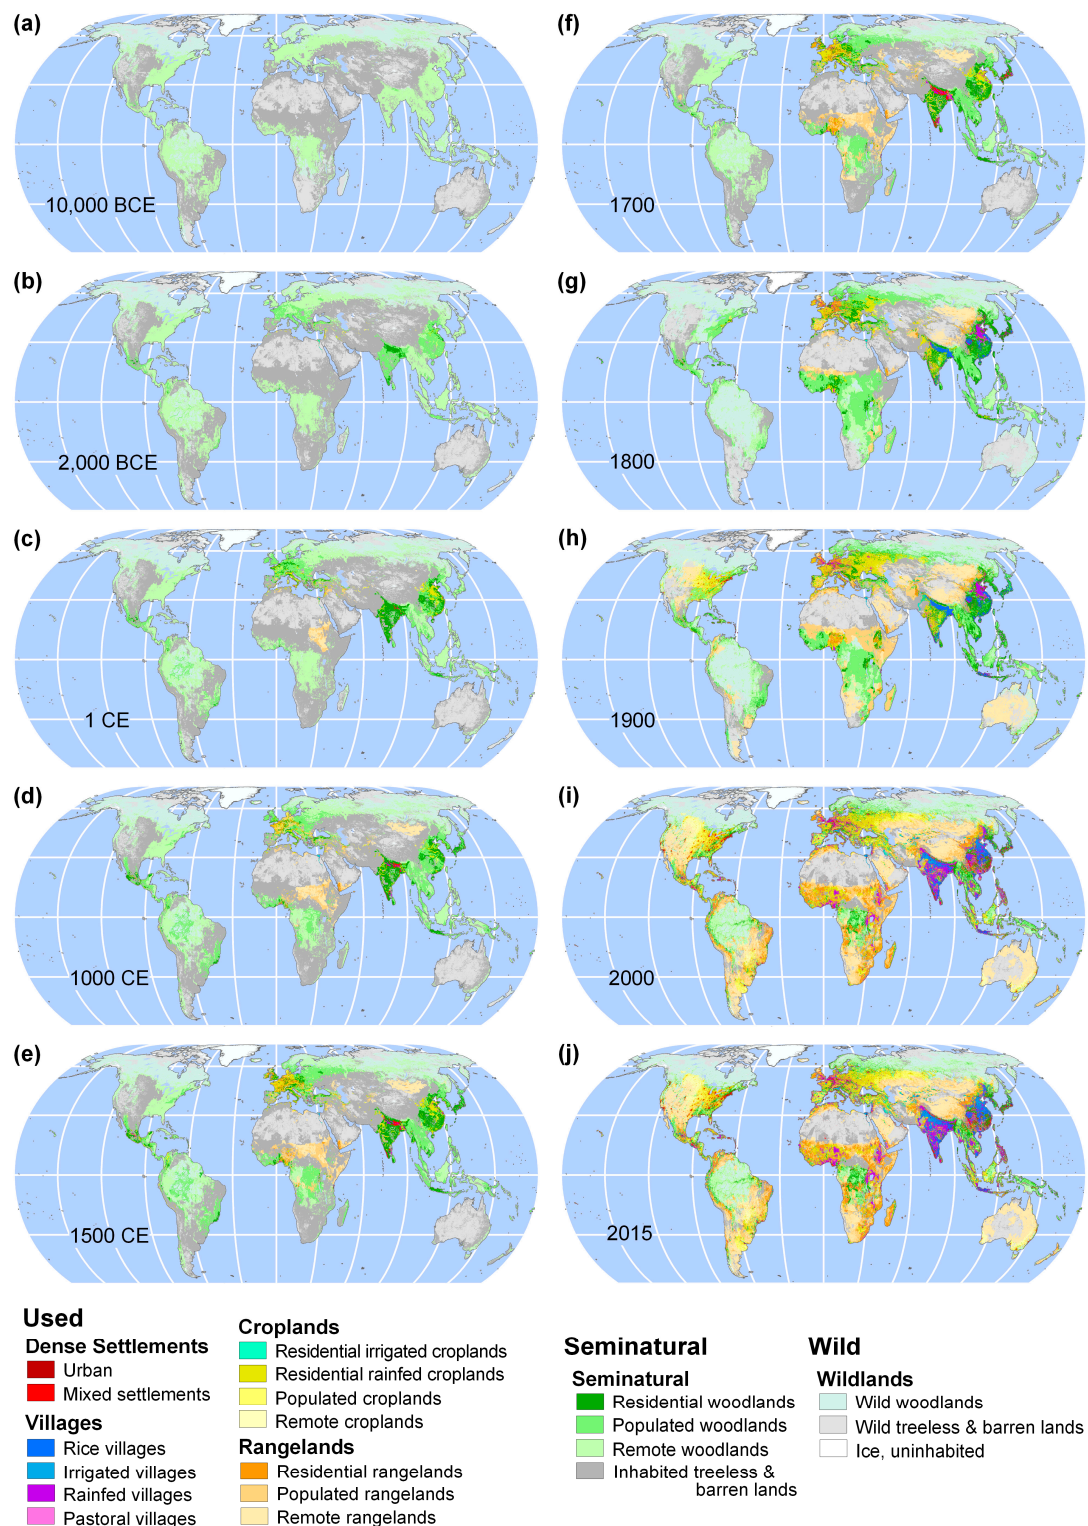 (a)
10,000 BCE
(b)
2,000 BCE
(c)
1 CE
(d)
1000 CE
(e)
1500 CE
(f)
1700
(g)
1800
(h)
1900
(i)
2000
(j)
2015
Used
Dense Settlements
Urban
Mixed settlements
Villages
Rice villages
Irrigated villages
Rainfed villages
Pastoral villages
Croplands
Residential irrigated croplands
Residential rainfed croplands
Populated croplands
Remote croplands
Rangelands
Residential rangelands
Populated rangelands
Remote rangelands
Seminatural
Seminatural
Residential woodlands
Populated woodlands
Remote woodlands
Inhabited treeless &
barren lands
Wild
Wildlands
Wild woodlands
Wild treeless & barren lands
Ice, uninhabited